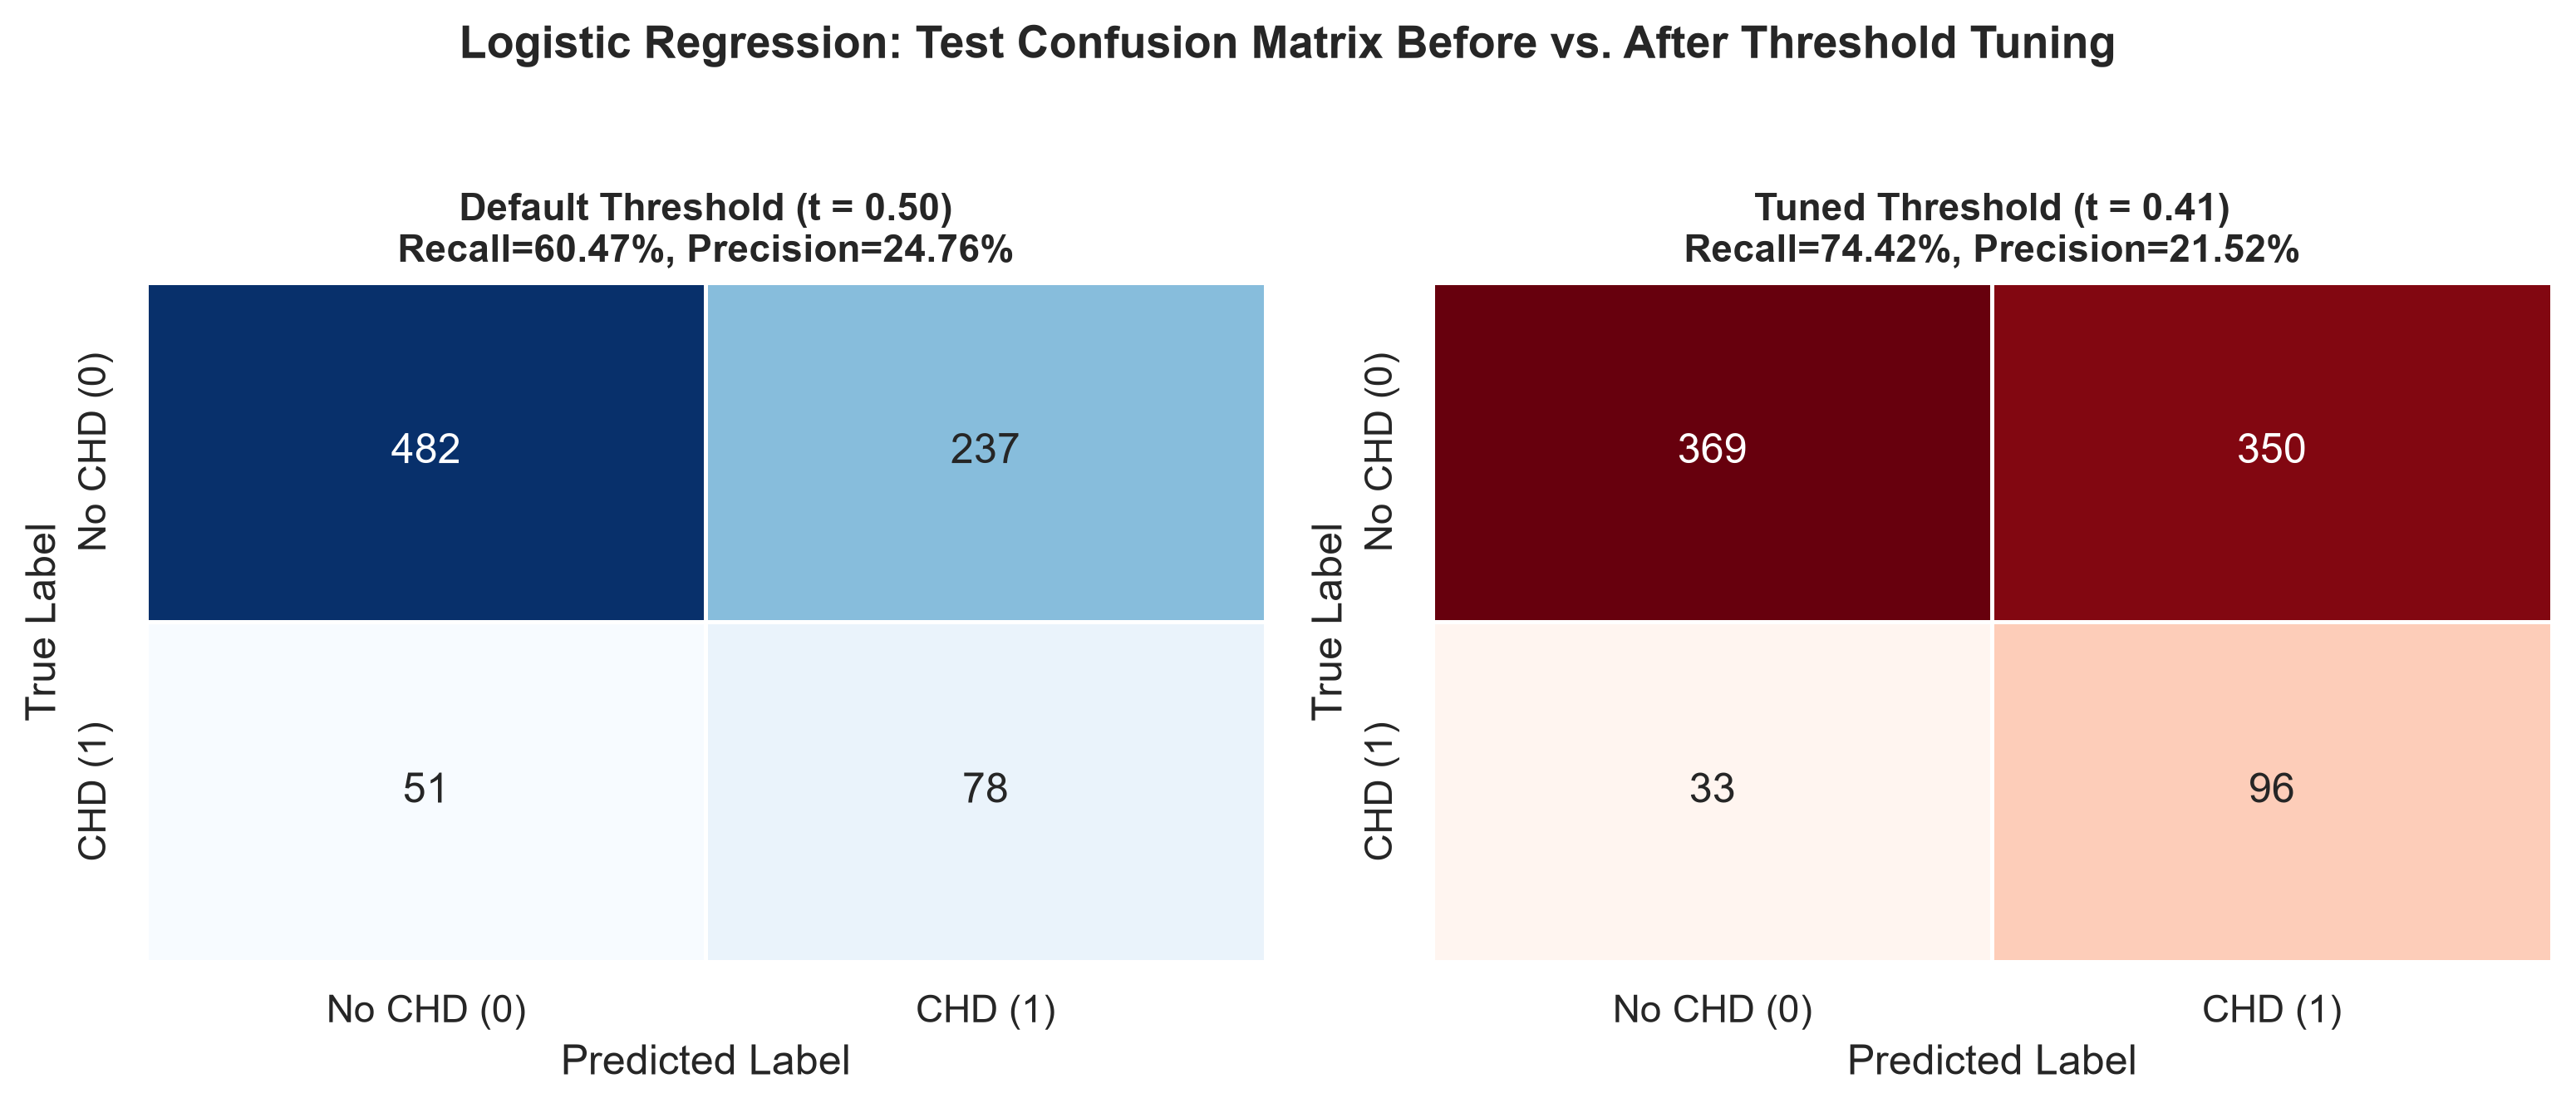 Logistic Regression: Test Confusion Matrix Before vs. After Threshold Tuning
Default Threshold (t = 0.50)
Recall=60.47%, Precision=24.76%
True Label
No CHD (0)
CHD (1)
482
237
51
78
No CHD (0)
CHD (1)
Predicted Label
Tuned Threshold (t = 0.41)
Recall=74.42%, Precision=21.52%
True Label
No CHD (0)
CHD (1)
369
350
33
96
No CHD (0)
CHD (1)
Predicted Label